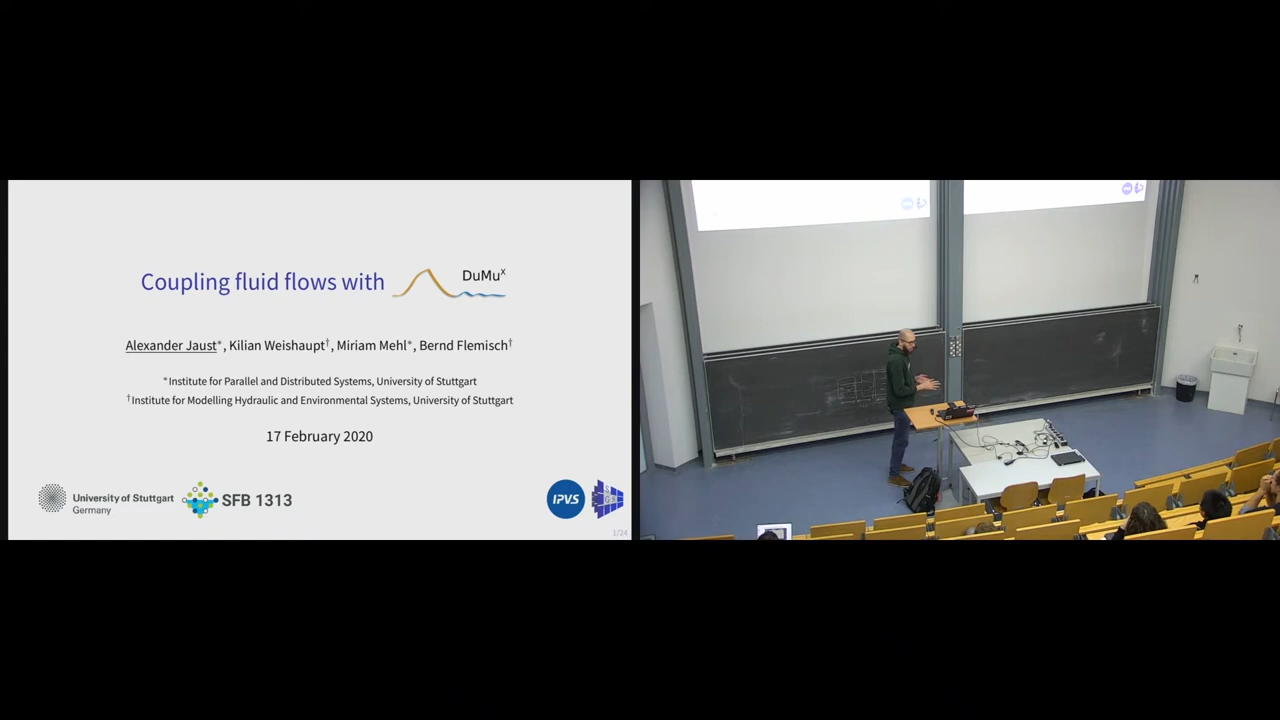 Coupling fluid flows with DuMuˣ
Alexander Jaust*, Kilian Weishaupt†, Miriam Mehl*, Bernd Flemisch†
*Institute for Parallel and Distributed Systems, University of Stuttgart
†Institute for Modelling Hydraulic and Environmental Systems, University of Stuttgart
17 February 2020
University of Stuttgart
Germany
SFB 1313
IPVS
SGS
1/24